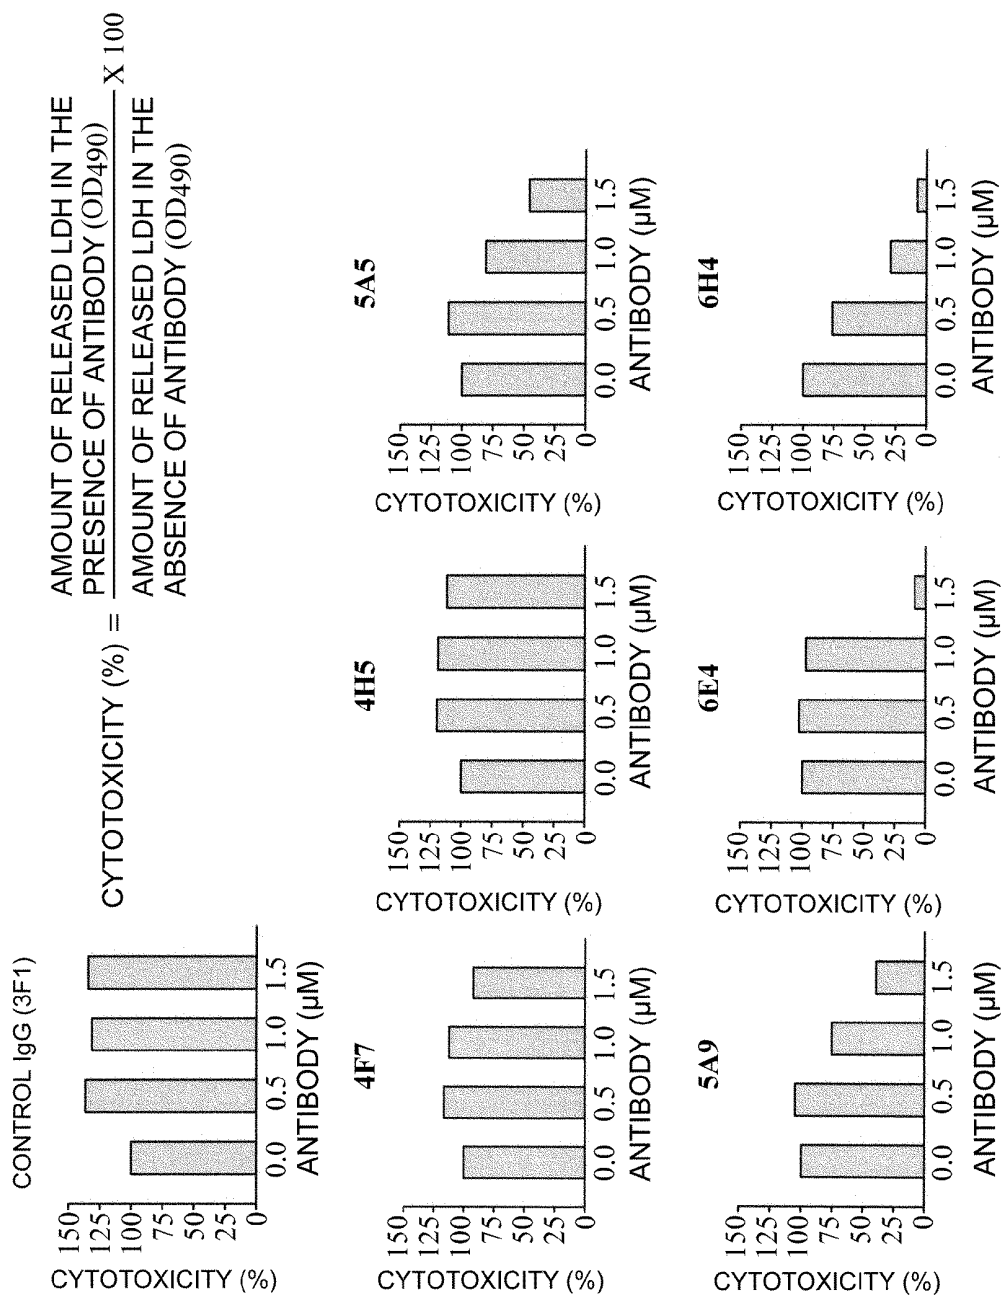 CONTROL IgG (3F1)
CYTOTOXICITY (%)
150
125
100
75
50
25
0
0.0 0.5 1.0 1.5
ANTIBODY (µM)
CYTOTOXICITY (%) =
AMOUNT OF RELEASED LDH IN THE
PRESENCE OF ANTIBODY (OD490)
AMOUNT OF RELEASED LDH IN THE
ABSENCE OF ANTIBODY (OD490)
X 100
4F7
CYTOTOXICITY (%)
150
125
100
75
50
25
0
0.0 0.5 1.0 1.5
ANTIBODY (µM)
4H5
CYTOTOXICITY (%)
150
125
100
75
50
25
0
0.0 0.5 1.0 1.5
ANTIBODY (µM)
5A5
CYTOTOXICITY (%)
150
125
100
75
50
25
0
0.0 0.5 1.0 1.5
ANTIBODY (µM)
5A9
CYTOTOXICITY (%)
150
125
100
75
50
25
0
0.0 0.5 1.0 1.5
ANTIBODY (µM)
6E4
CYTOTOXICITY (%)
150
125
100
75
50
25
0
0.0 0.5 1.0 1.5
ANTIBODY (µM)
6H4
CYTOTOXICITY (%)
150
125
100
75
50
25
0
0.0 0.5 1.0 1.5
ANTIBODY (µM)